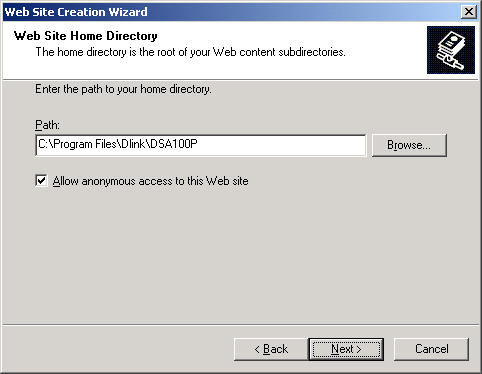 Web Site Creation Wizard
Web Site Home Directory
The home directory is the root of your Web content subdirectories.
Enter the path to your home directory.
Path:
C:\Program Files\Dlink\DSA100P
Browse...
Allow anonymous access to this Web site
< Back
Next >
Cancel